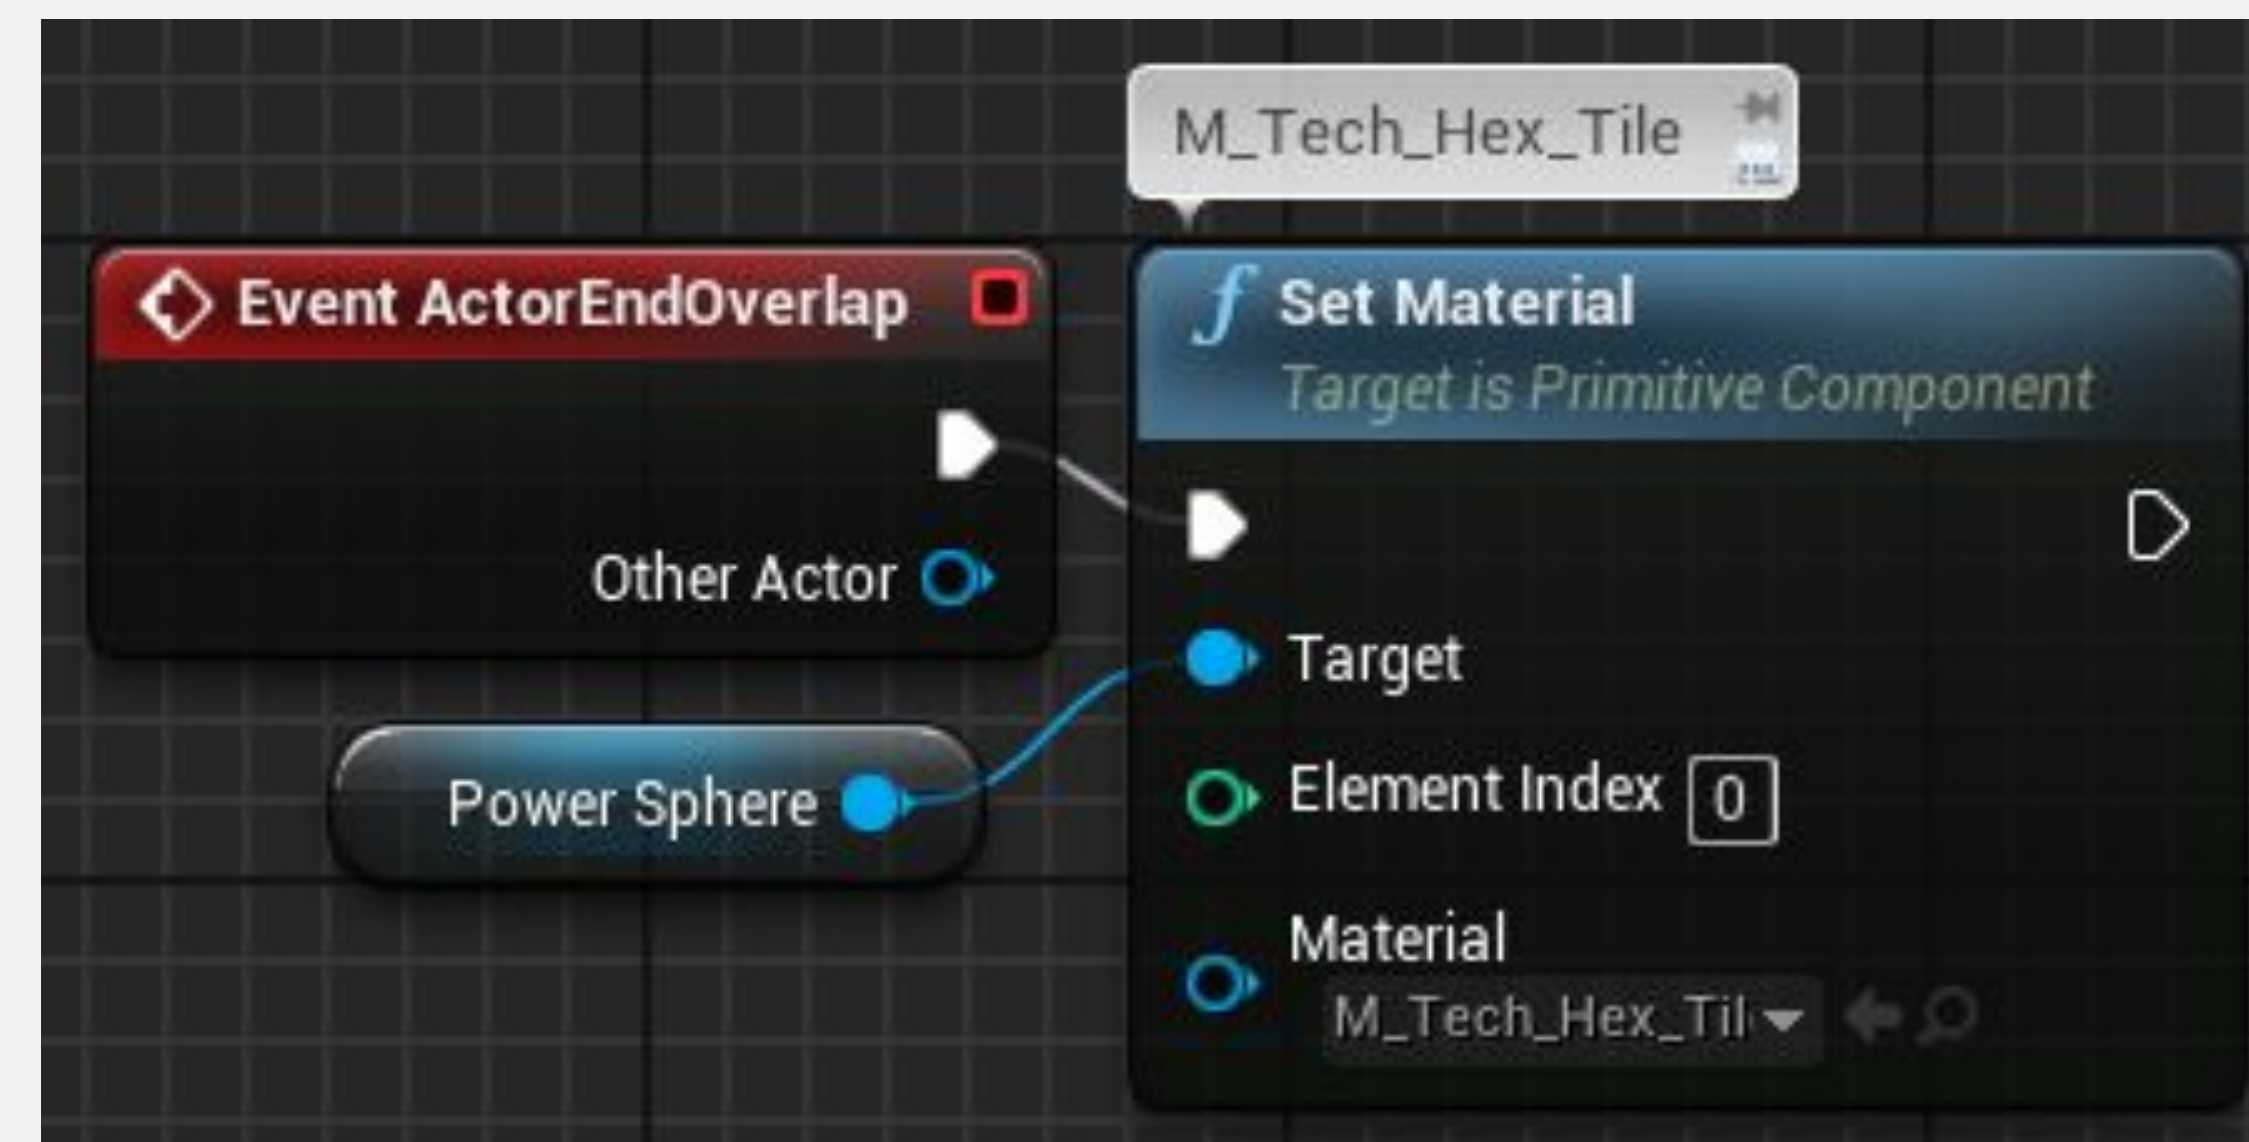 M_Tech_Hex_Tile
Event ActorEndOverlap
Set Material
Target is Primitive Component
Other Actor
Target
Power Sphere
Element Index 0
Material
M_Tech_Hex_Til